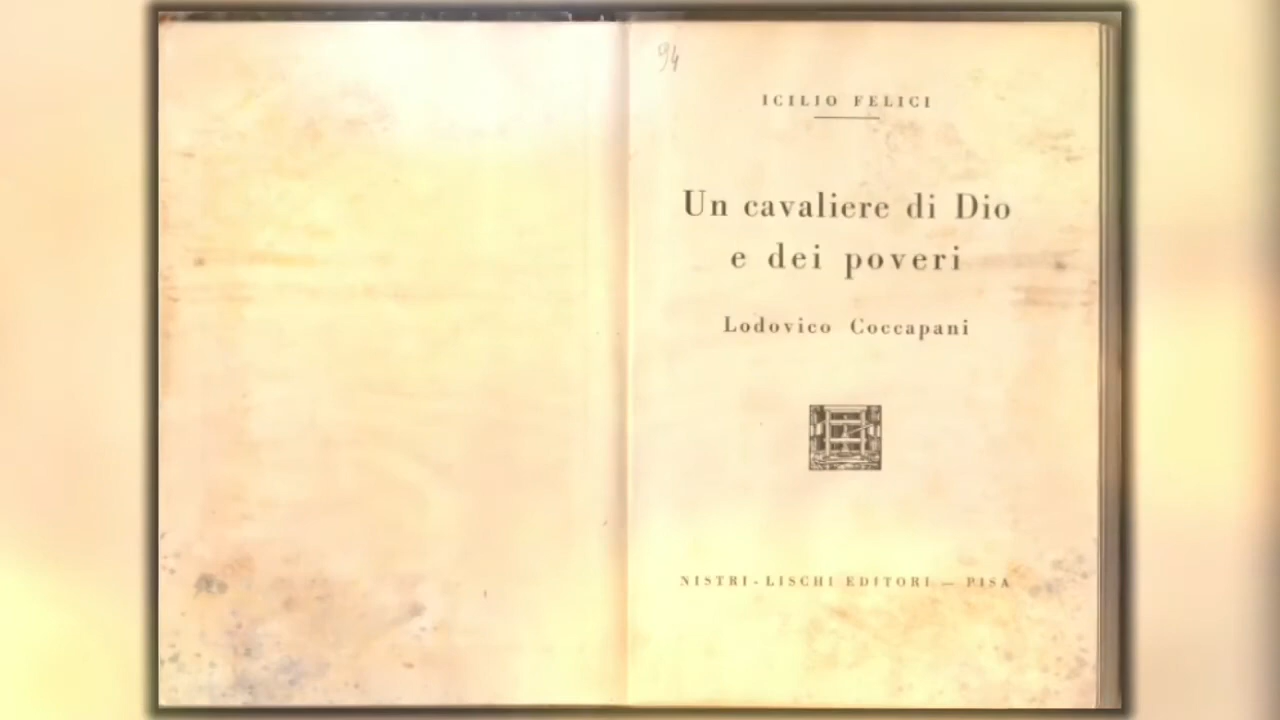 94
ICILIO FELICI
Un cavaliere di Dio
e dei poveri
Lodovico Coccapani
NISTRI-LISCHI EDITORI — PISA